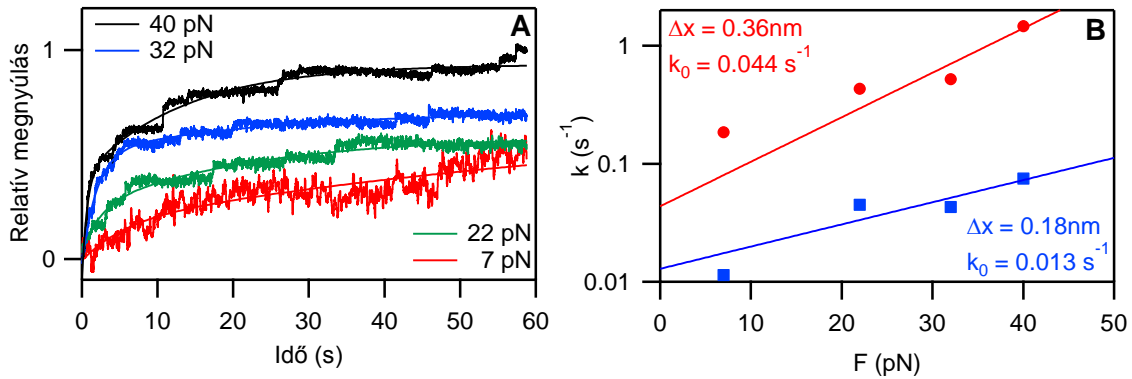 A
40 pN
32 pN
Relatív megnyúlás
1
0
22 pN
7 pN
0 10 20 30 40 50 60
Idő (s)
B
Δx = 0.36nm
k₀ = 0.044 s⁻¹
k (s⁻¹)
1
0.1
0.01
Δx = 0.18nm
k₀ = 0.013 s⁻¹
0 10 20 30 40 50
F (pN)